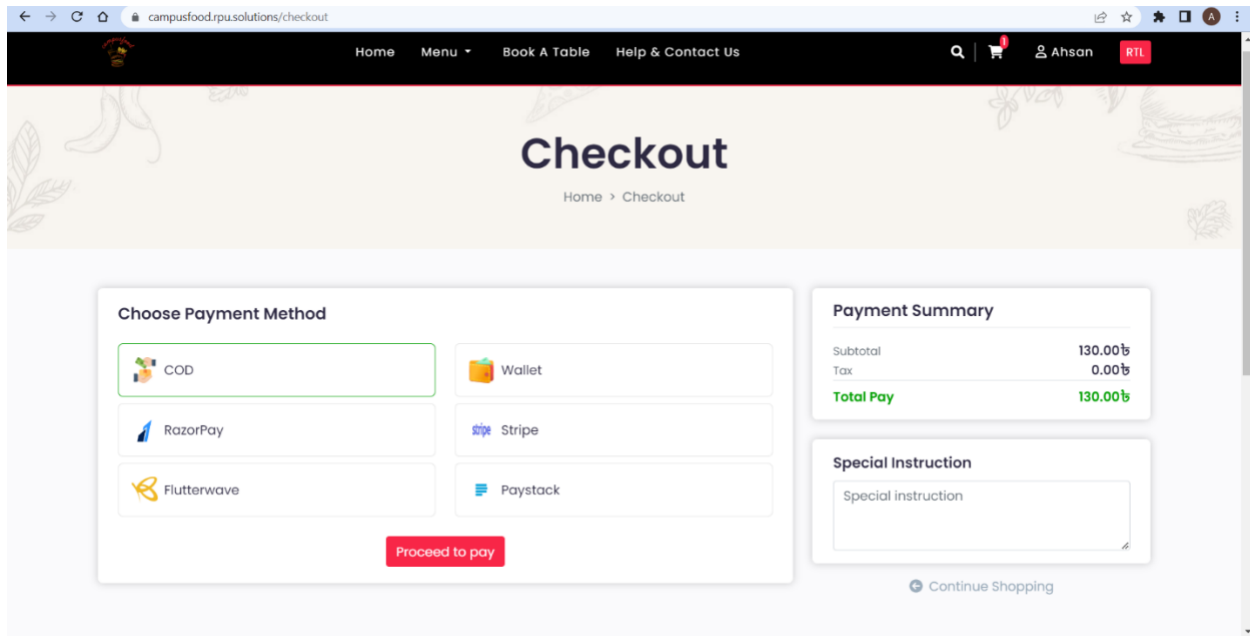 campusfood.rpu.solutions/checkout
A
Home Menu Book A Table Help & Contact Us 1 Ahsan RTL
Checkout
Home > Checkout
Choose Payment Method
COD Wallet
RazorPay stripe Stripe
Flutterwave Paystack
Proceed to pay
Payment Summary
Subtotal 130.00৳
Tax 0.00৳
Total Pay 130.00৳
Special Instruction
Special instruction
Continue Shopping